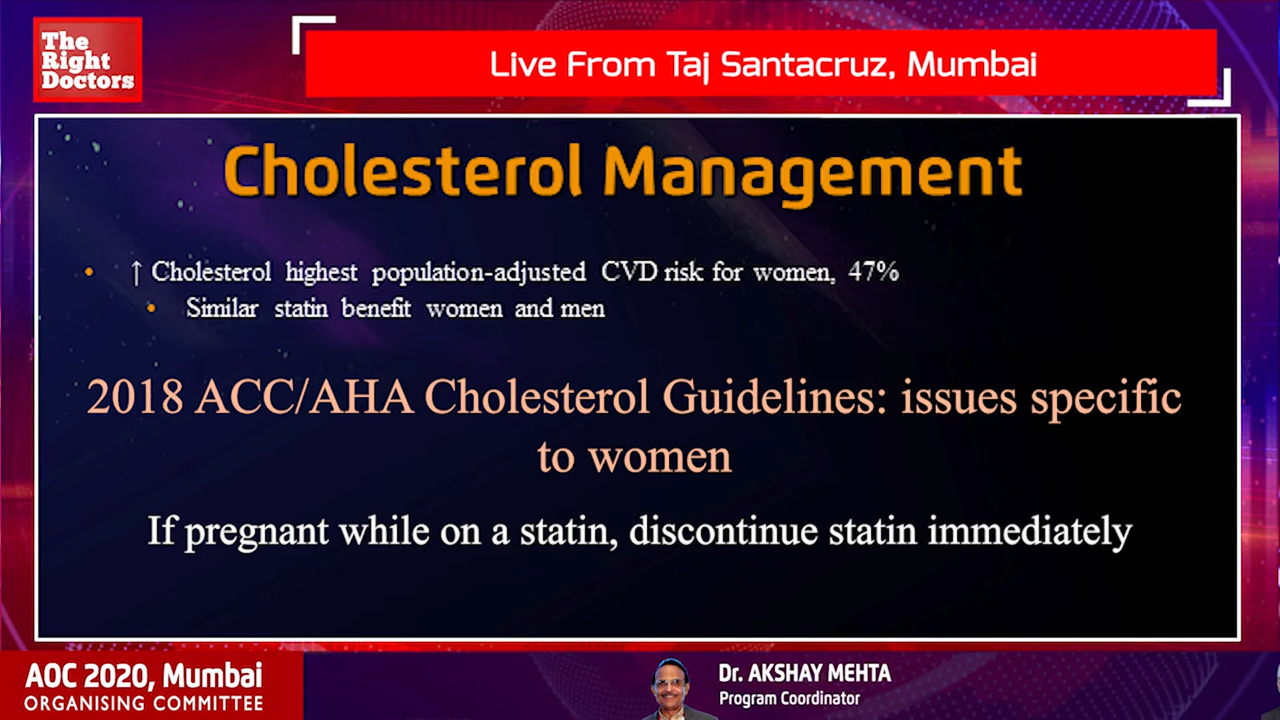 The
Right
Doctors
Live From Taj Santacruz, Mumbai
Cholesterol Management
• ↑ Cholesterol highest population-adjusted CVD risk for women, 47%
• Similar statin benefit women and men
2018 ACC/AHA Cholesterol Guidelines: issues specific
to women
If pregnant while on a statin, discontinue statin immediately
AOC 2020, Mumbai
ORGANISING COMMITTEE
Dr. AKSHAY MEHTA
Program Coordinator